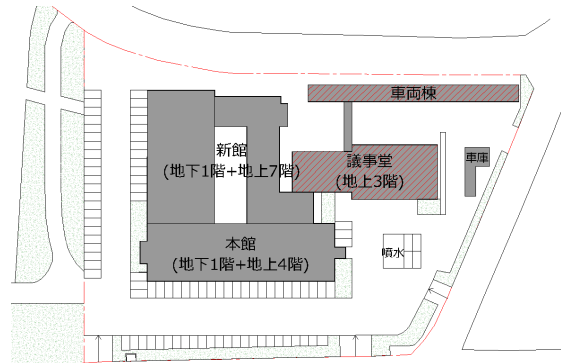 車両棟
新館
(地下1階+地上7階)
議事堂
(地上3階)
車庫
本館
(地下1階+地上4階)
噴水